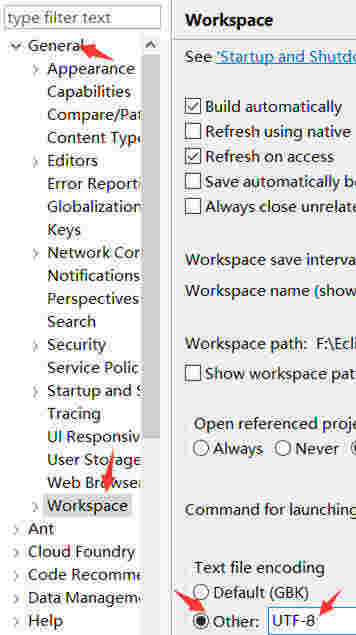 type filter text
General
Appearance
Capabilities
Compare/Pat
Content Type
Editors
Error Reporti
Globalization
Keys
Network Con
Notifications
Perspectives
Search
Security
Service Polic
Startup and S
Tracing
UI Responsiv
User Storage
Web Browser
Workspace
Ant
Cloud Foundry
Code Recomme
Data Managem
Help
Workspace
See 'Startup and Shutdo
Build automatically
Refresh using native
Refresh on access
Save automatically be
Always close unrelate
Workspace save interva
Workspace name (show
Workspace path: F:\Ecli
Show workspace pat
Open referenced proje
Always Never
Command for launching
Text file encoding
Default (GBK)
Other: UTF-8